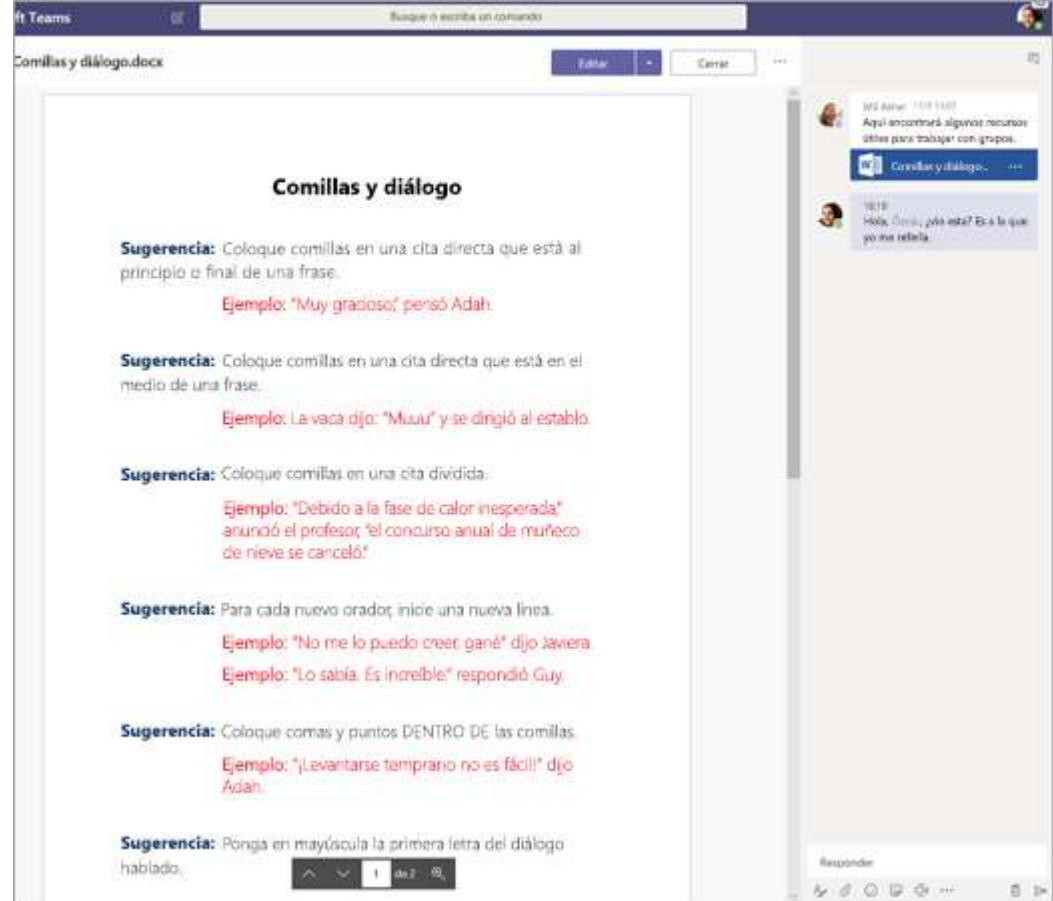 ft Teams
Busque o escriba un comando
Comillas y diálogo.docx
Editar
Cerrar
Comillas y diálogo
Sugerencia: Coloque comillas en una cita directa que está al
principio o final de una frase.
Ejemplo: "Muy gracioso," pensó Adah.
Sugerencia: Coloque comillas en una cita directa que está en el
medio de una frase.
Ejemplo: La vaca dijo: "Muuu" y se dirigió al establo.
Sugerencia: Coloque comillas en una cita dividida.
Ejemplo: "Debido a la fase de calor inesperada,"
anunció el profesor, "el concurso anual de muñeco
de nieve se canceló."
Sugerencia: Para cada nuevo orador, inicie una nueva línea.
Ejemplo: "No me lo puedo creer, gané" dijo Javiera.
Ejemplo: "Lo sabía. Es increíble." respondió Guy.
Sugerencia: Coloque comas y puntos DENTRO DE las comillas.
Ejemplo: "¡Levantarse temprano no es fácil!" dijo
Adah.
Sugerencia: Ponga en mayúscula la primera letra del diálogo
hablado.
1 de 2
Aquí encontrará algunos recursos
útiles para trabajar con grupos.
Comillas y diálogo...
Hola, ¿vio esta? Es a la que
yo me refería.
Responder